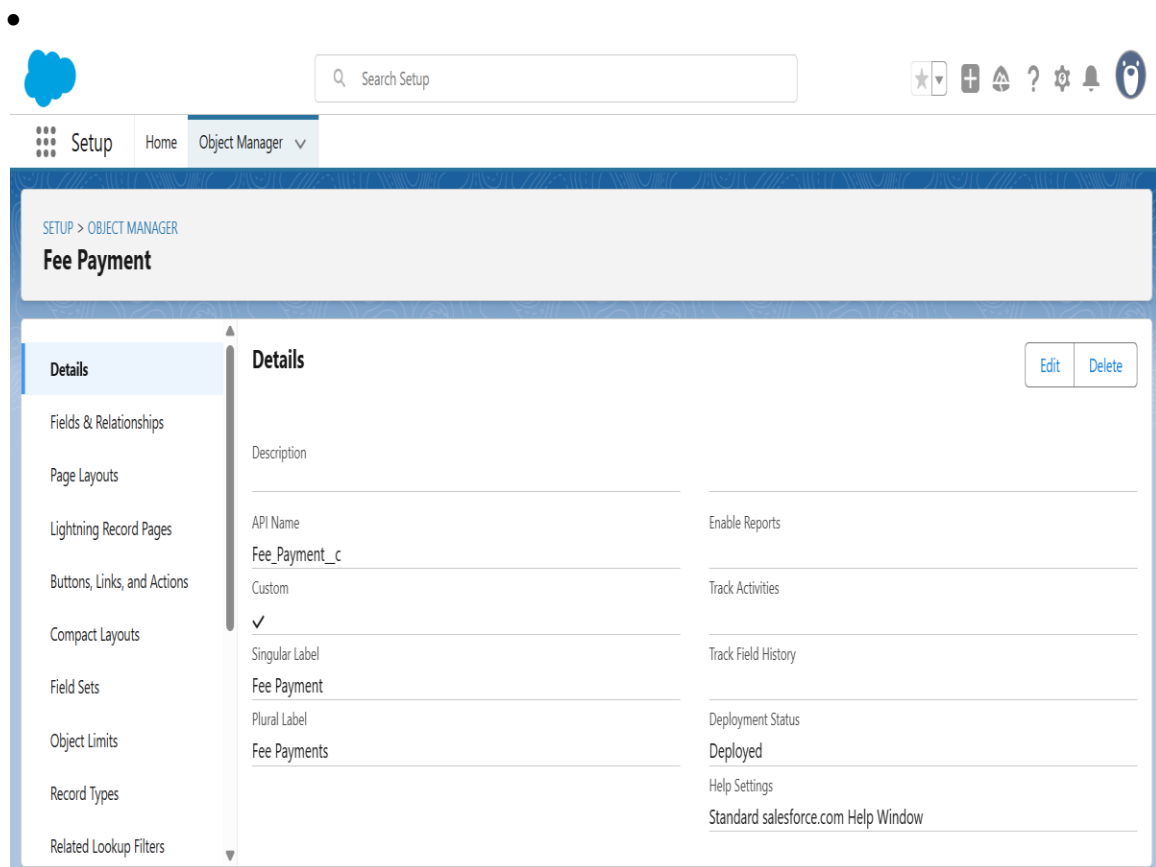 Search Setup
Setup Home Object Manager
SETUP > OBJECT MANAGER
Fee Payment
Details
Fields & Relationships
Page Layouts
Lightning Record Pages
Buttons, Links, and Actions
Compact Layouts
Field Sets
Object Limits
Record Types
Related Lookup Filters
Details
Edit Delete
Description
API Name
Fee_Payment__c
Custom
Singular Label
Fee Payment
Plural Label
Fee Payments
Enable Reports
Track Activities
Track Field History
Deployment Status
Deployed
Help Settings
Standard salesforce.com Help Window